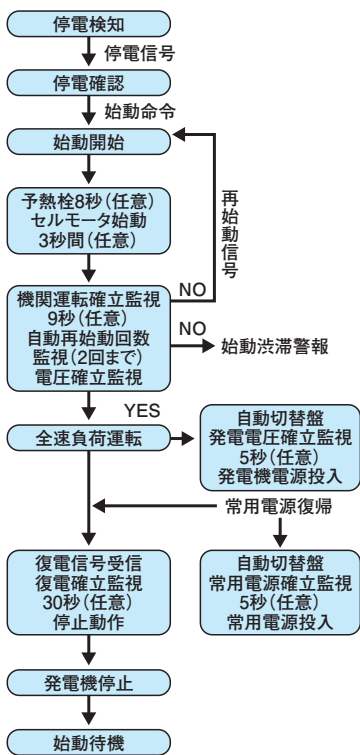 停電検知
停電信号
停電確認
始動命令
始動開始
再始動信号
予熱栓8秒(任意)
セルモータ始動
3秒間(任意)
機関運転確立監視
9秒(任意)
自動再始動回数
監視(2回まで)
電圧確立監視
NO
NO
始動渋滞警報
YES
全速負荷運転
自動切替盤
発電電圧確立監視
5秒(任意)
発電機電源投入
常用電源復帰
復電信号受信
復電確立監視
30秒(任意)
停止動作
自動切替盤
常用電源確立監視
5秒(任意)
常用電源投入
発電機停止
始動待機